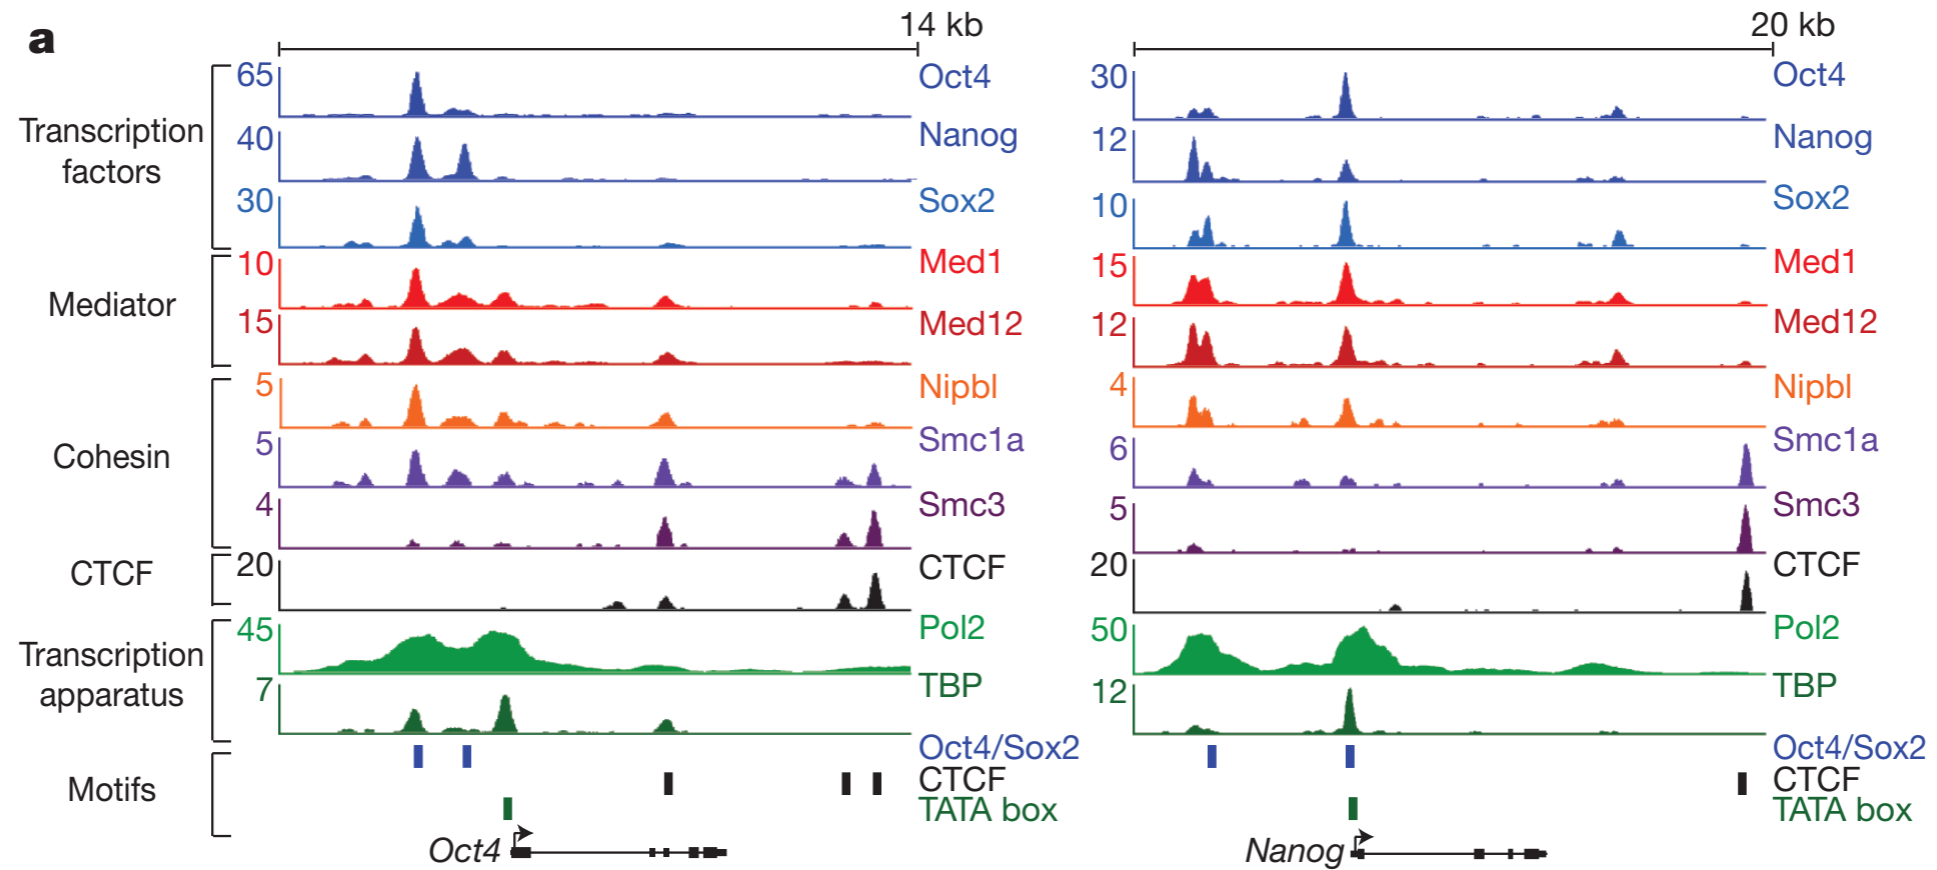 a
14 kb
20 kb
Transcription
factors
65
Oct4
30
Oct4
40
Nanog
12
Nanog
30
Sox2
10
Sox2
Mediator
10
Med1
15
Med1
15
Med12
12
Med12
Cohesin
5
Nipbl
4
Nipbl
5
Smc1a
6
Smc1a
4
Smc3
5
Smc3
CTCF
20
CTCF
20
CTCF
Transcription
apparatus
45
Pol2
50
Pol2
7
TBP
12
TBP
Motifs
Oct4/Sox2
Oct4/Sox2
CTCF
CTCF
TATA box
TATA box
Oct4
Nanog